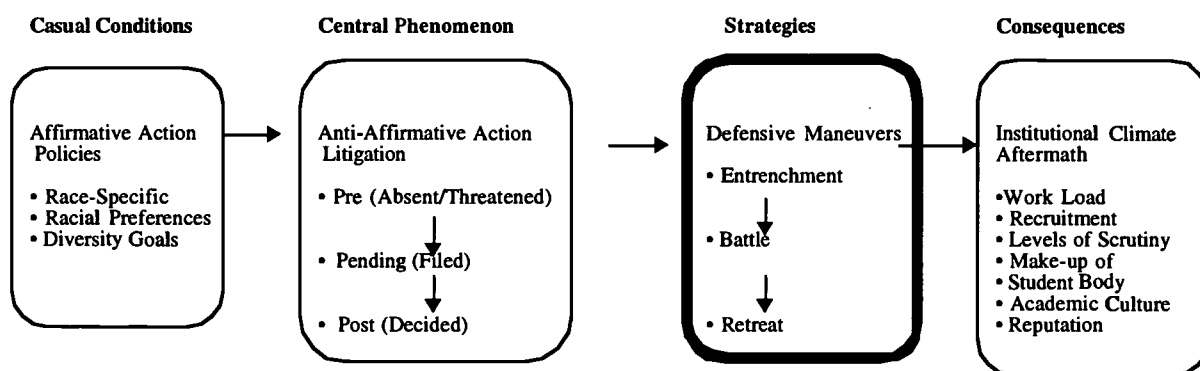 Casual Conditions
Central Phenomenon
Strategies
Consequences
Affirmative Action
Policies
• Race-Specific
• Racial Preferences
• Diversity Goals
Anti-Affirmative Action
Litigation
• Pre (Absent/Threatened)
• Pending (Filed)
• Post (Decided)
Defensive Maneuvers
• Entrenchment
• Battle
• Retreat
Institutional Climate
Aftermath
•Work Load
• Recruitment
• Levels of Scrutiny
• Make-up of
• Student Body
• Academic Culture
• Reputation